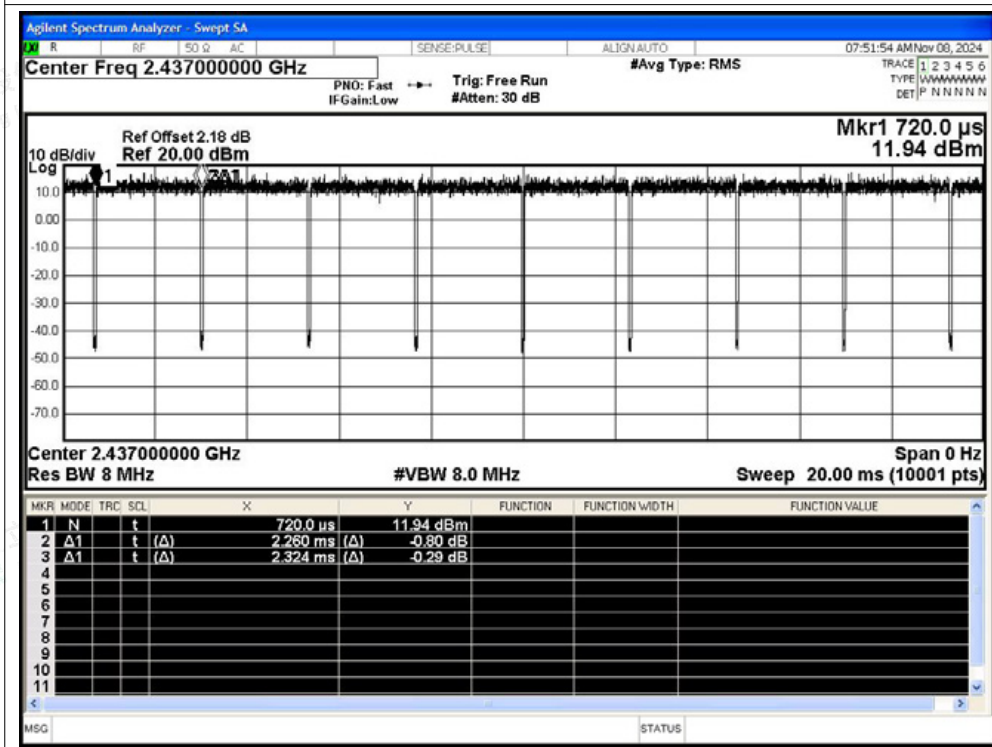 Agilent Spectrum Analyzer - Swept SA
LXI R RF 50 Ω AC SENSE:PULSE ALIGN AUTO 07:51:54 AM Nov 08, 2024
Center Freq 2.437000000 GHz #Avg Type: RMS TRACE 1 2 3 4 5 6
PNO: Fast Trig: Free Run TYPE WWWWWW
IFGain:Low #Atten: 30 dB DET P N N N N N
Mkr1 720.0 µs
Ref Offset 2.18 dB
10 dB/div Ref 20.00 dBm 11.94 dBm
Log
1 3Δ1
10.0
0.00
-10.0
-20.0
-30.0
-40.0
-50.0
-60.0
-70.0
Center 2.437000000 GHz Span 0 Hz
Res BW 8 MHz #VBW 8.0 MHz Sweep 20.00 ms (10001 pts)
MKR MODE TRC SCL X Y FUNCTION FUNCTION WIDTH FUNCTION VALUE
1 N t 720.0 µs 11.94 dBm
2 Δ1 t (Δ) 2.260 ms (Δ) -0.80 dB
3 Δ1 t (Δ) 2.324 ms (Δ) -0.29 dB
4
5
6
7
8
9
10
11
MSG STATUS